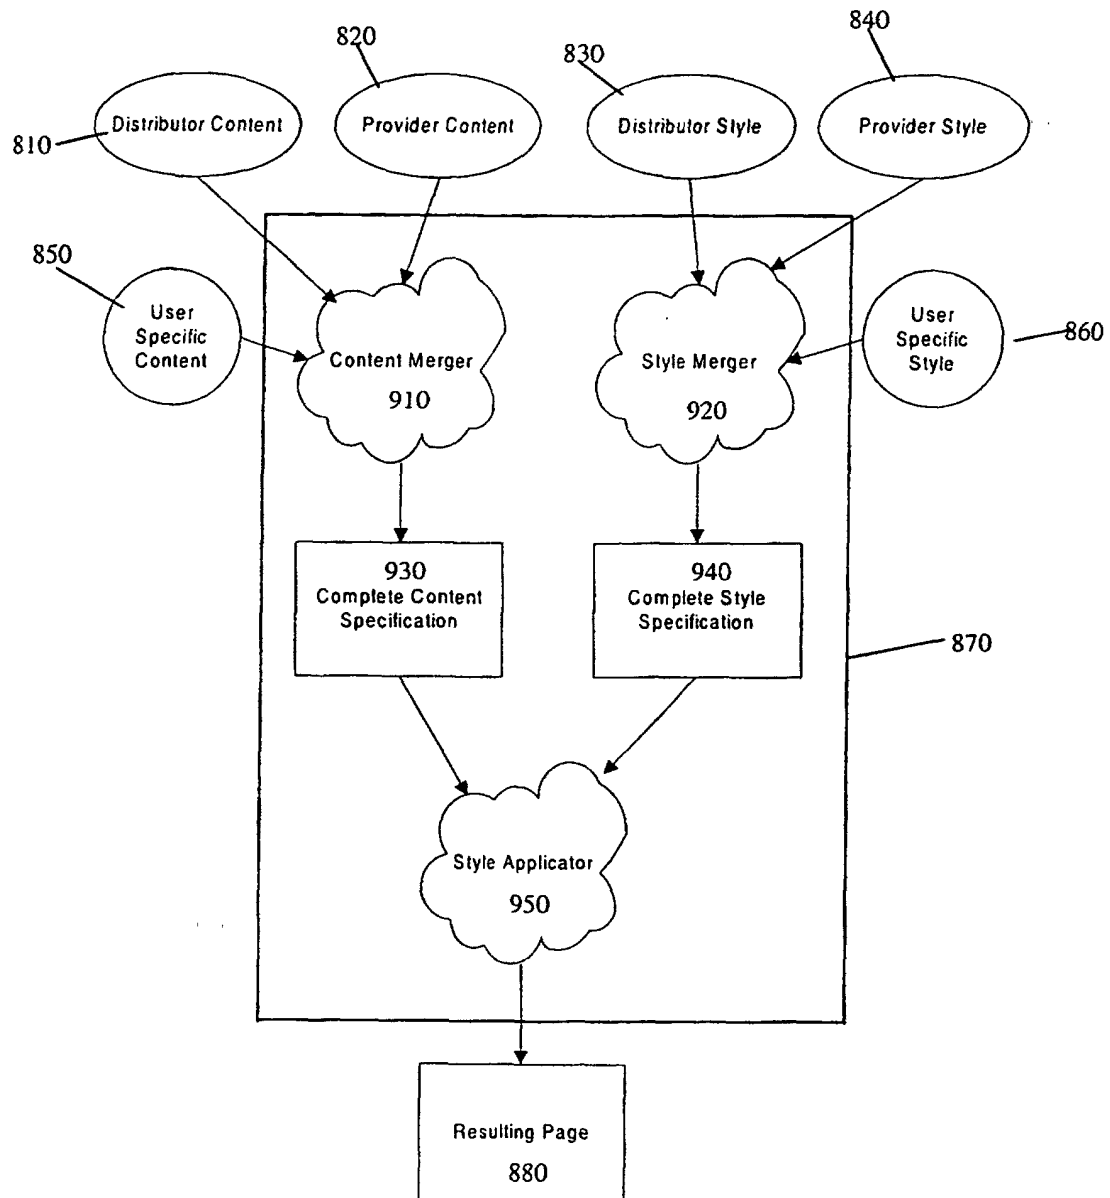 820
830
840
810
Distributor Content
Provider Content
Distributor Style
Provider Style
850
User
Specific
Content
Content Merger
910
Style Merger
920
User
Specific
Style
860
930
Complete Content
Specification
940
Complete Style
Specification
870
Style Applicator
950
Resulting Page
880